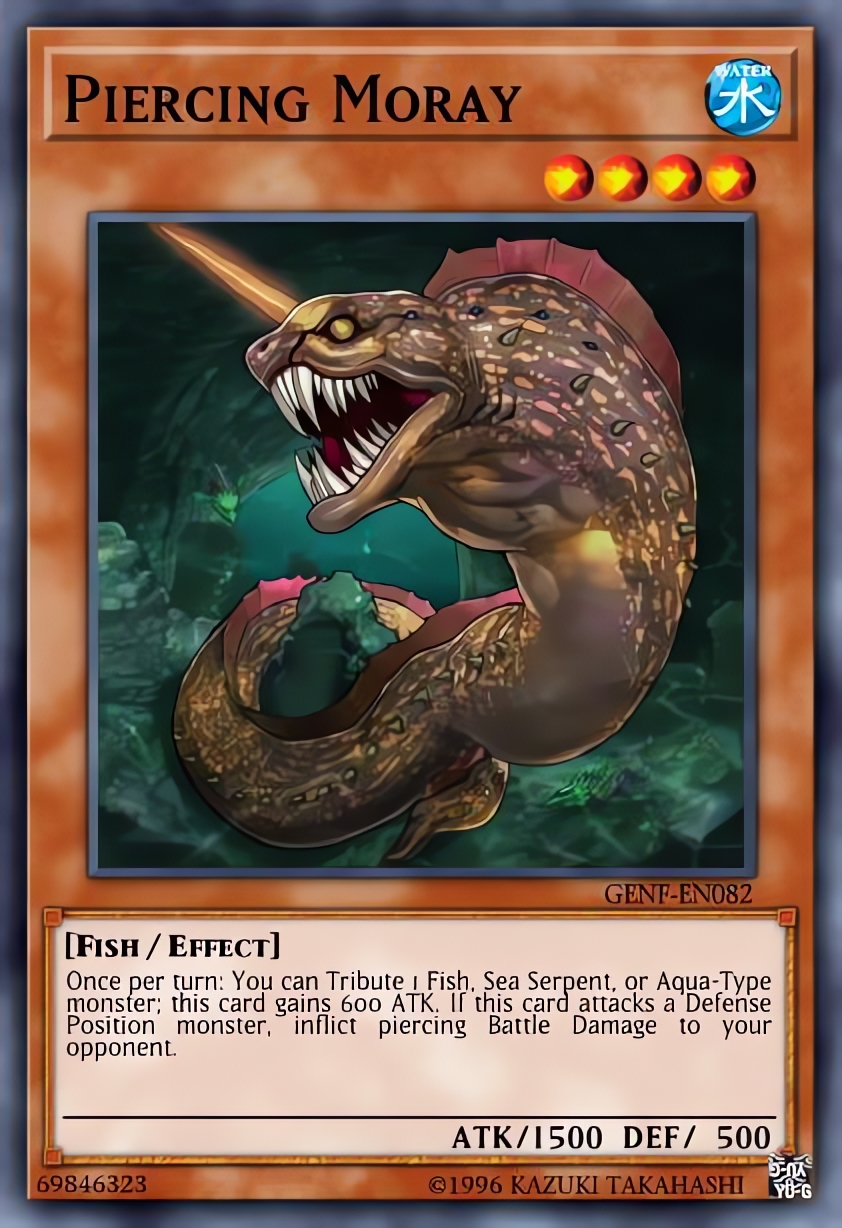 PIERCING MORAY
WATER
水
GENF-EN082
[FISH / EFFECT]
Once per turn: You can Tribute 1 Fish, Sea Serpent, or Aqua-Type
monster; this card gains 600 ATK. If this card attacks a Defense
Position monster, inflict piercing Battle Damage to your
opponent.
ATK/1500 DEF/ 500
69846323
©1996 KAZUKI TAKAHASHI